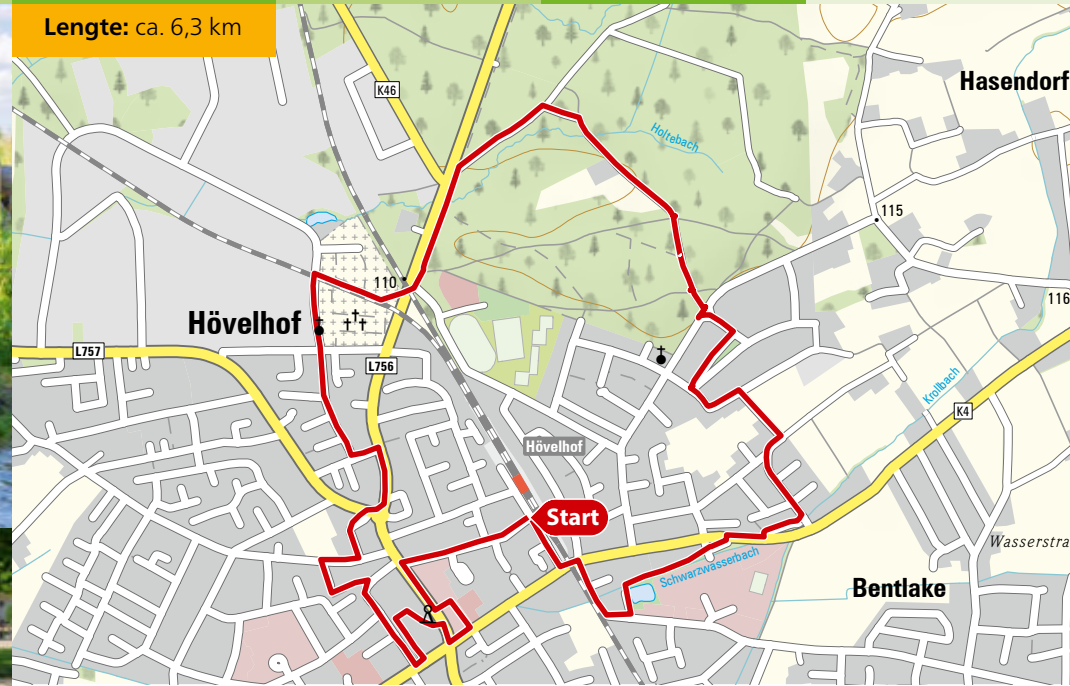 Lengte: ca. 6,3 km
K46
Hasendorf
Holtebach
115
110
116
Hövelhof
L757
L756
Krollbach
K4
Hövelhof
Start
Wasserstra
Schwarzwasserbach
Bentlake